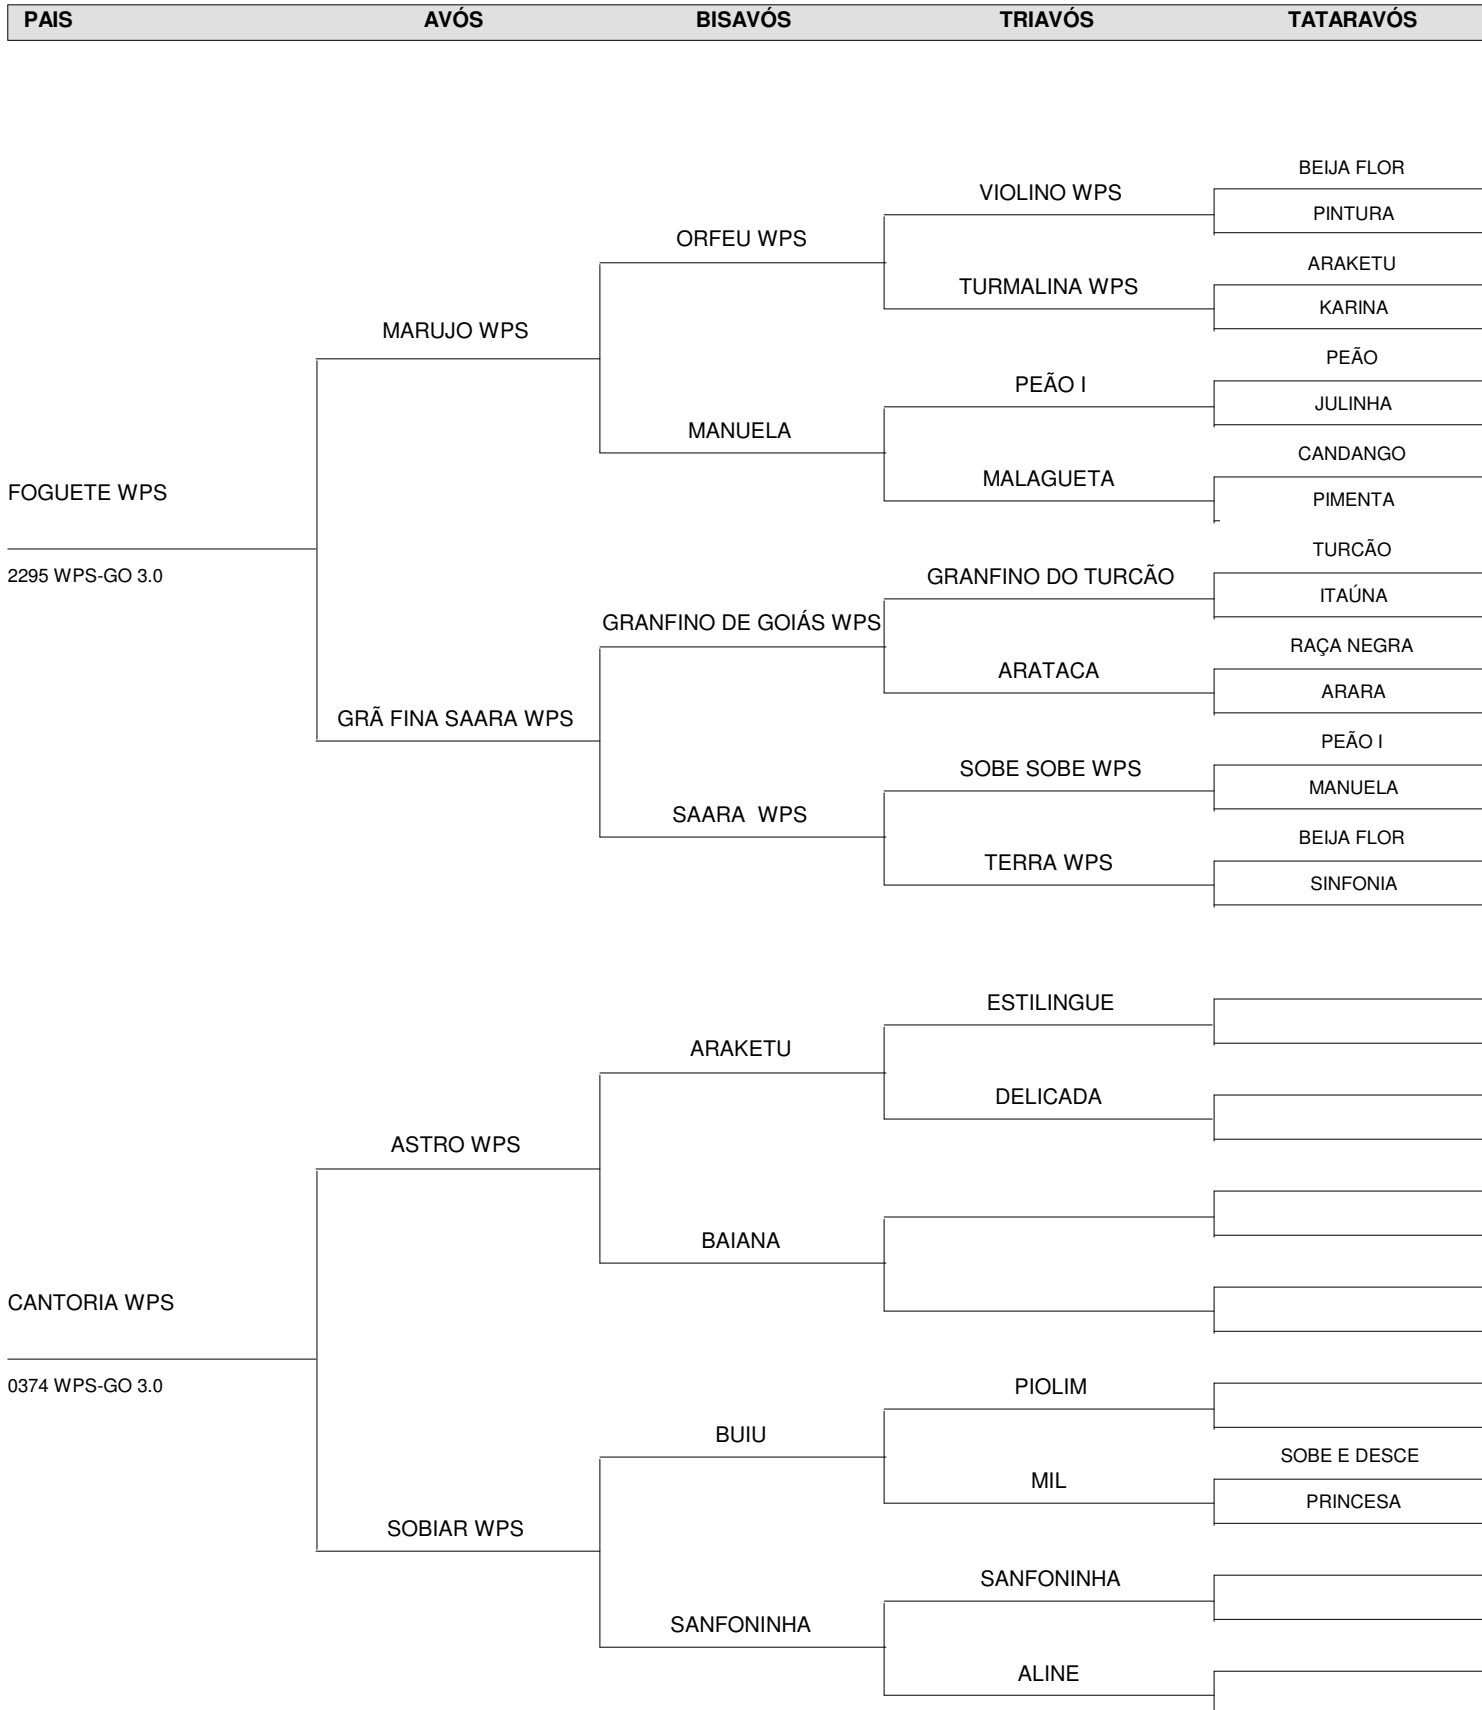 PAIS AVÓS BISAVÓS TRIAVÓS TATARAVÓS
BEIJA FLOR
VIOLINO WPS
PINTURA
ORFEU WPS
ARAKETU
TURMALINA WPS
KARINA
MARUJO WPS
PEÃO
PEÃO I
JULINHA
MANUELA
CANDANGO
MALAGUETA
FOGUETE WPS
PIMENTA
TURCÃO
2295 WPS-GO 3.0
GRANFINO DO TURCÃO
ITAÚNA
GRANFINO DE GOIÁS WPS
RAÇA NEGRA
ARATACA
ARARA
GRÃ FINA SAARA WPS
PEÃO I
SOBE SOBE WPS
MANUELA
SAARA WPS
BEIJA FLOR
TERRA WPS
SINFONIA
ESTILINGUE
ARAKETU
DELICADA
ASTRO WPS
BAIANA
CANTORIA WPS
0374 WPS-GO 3.0
PIOLIM
BUIU
SOBE E DESCE
MIL
PRINCESA
SOBIAR WPS
SANFONINHA
SANFONINHA
ALINE